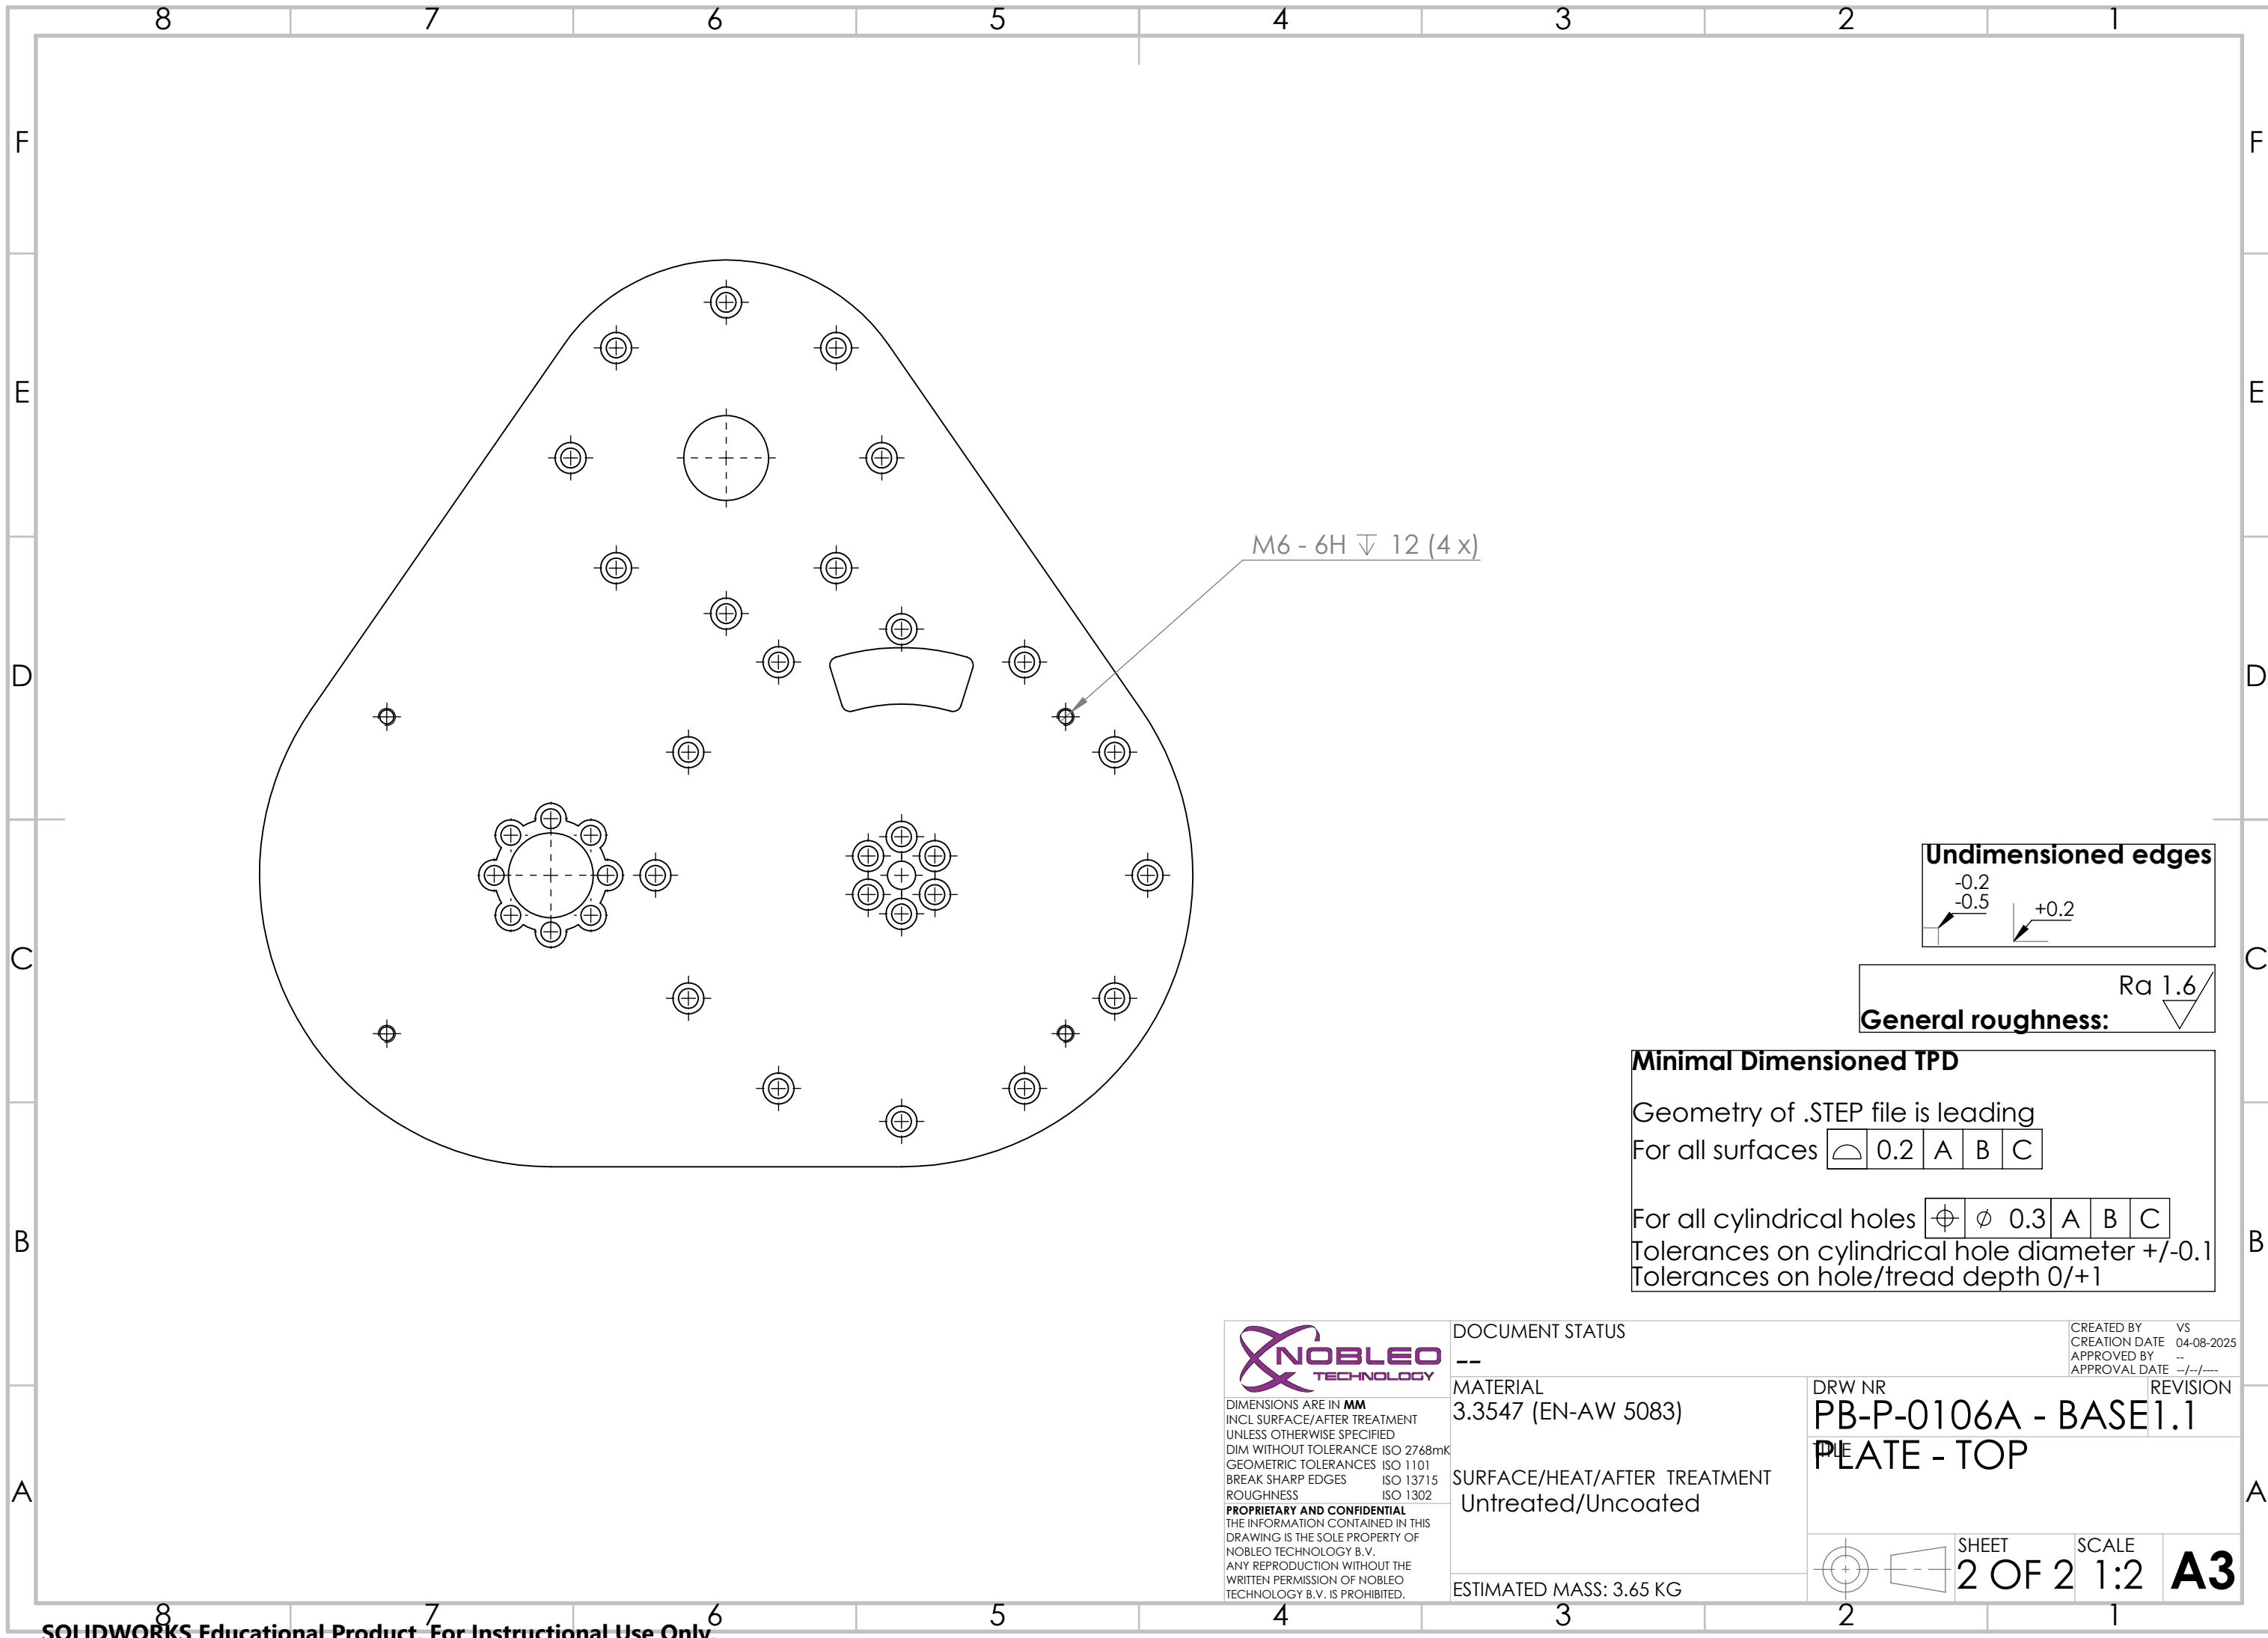 8 7 6 5 4 3 2 1
F F
E E
M6 - 6H ↧ 12 (4 x)
D D
Undimensioned edges
-0.2
-0.5
+0.2
C C
Ra 1.6
General roughness:
Minimal Dimensioned TPD
Geometry of .STEP file is leading
For all surfaces ⌓ 0.2 A B C
For all cylindrical holes ⌖ ⌀ 0.3 A B C
B B
Tolerances on cylindrical hole diameter +/-0.1
Tolerances on hole/tread depth 0/+1
NOBLEO
TECHNOLOGY
DOCUMENT STATUS
--
CREATED BY VS
CREATION DATE 04-08-2025
APPROVED BY --
APPROVAL DATE --/--/----
DIMENSIONS ARE IN MM
INCL SURFACE/AFTER TREATMENT
UNLESS OTHERWISE SPECIFIED
DIM WITHOUT TOLERANCE ISO 2768mK
GEOMETRIC TOLERANCES ISO 1101
BREAK SHARP EDGES ISO 13715
ROUGHNESS ISO 1302
PROPRIETARY AND CONFIDENTIAL
THE INFORMATION CONTAINED IN THIS
DRAWING IS THE SOLE PROPERTY OF
NOBLEO TECHNOLOGY B.V.
ANY REPRODUCTION WITHOUT THE
WRITTEN PERMISSION OF NOBLEO
TECHNOLOGY B.V. IS PROHIBITED.
MATERIAL
3.3547 (EN-AW 5083)
SURFACE/HEAT/AFTER TREATMENT
Untreated/Uncoated
ESTIMATED MASS: 3.65 KG
DRW NR
PB-P-0106A - BASE
PLATE - TOP
TITLE
REVISION
1.1
A A
SHEET
2 OF 2
SCALE
1:2
A3
8 7 6 5 4 3 2 1
SOLIDWORKS Educational Product. For Instructional Use Only.